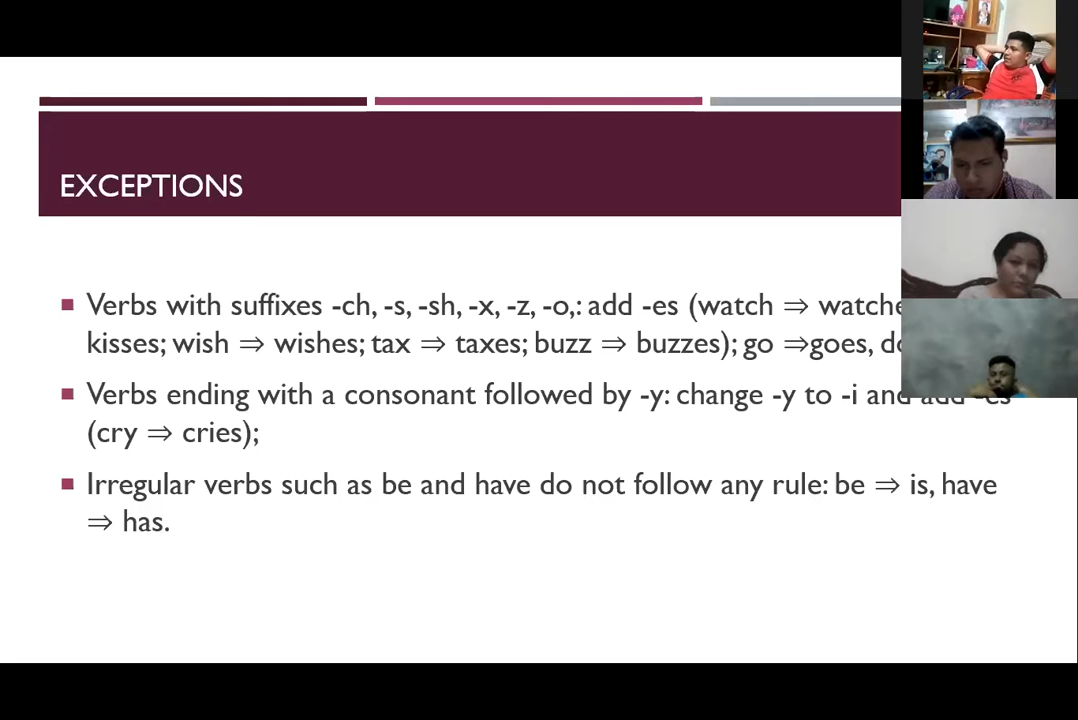 EXCEPTIONS
Verbs with suffixes -ch, -s, -sh, -x, -z, -o,: add -es (watch ⇒
kisses; wish ⇒ wishes; tax ⇒ taxes; buzz ⇒ buzzes); go ⇒goes,
Verbs ending with a consonant followed by -y: change -y to -i and add -es
(cry ⇒ cries);
Irregular verbs such as be and have do not follow any rule: be ⇒ is, have
⇒ has.